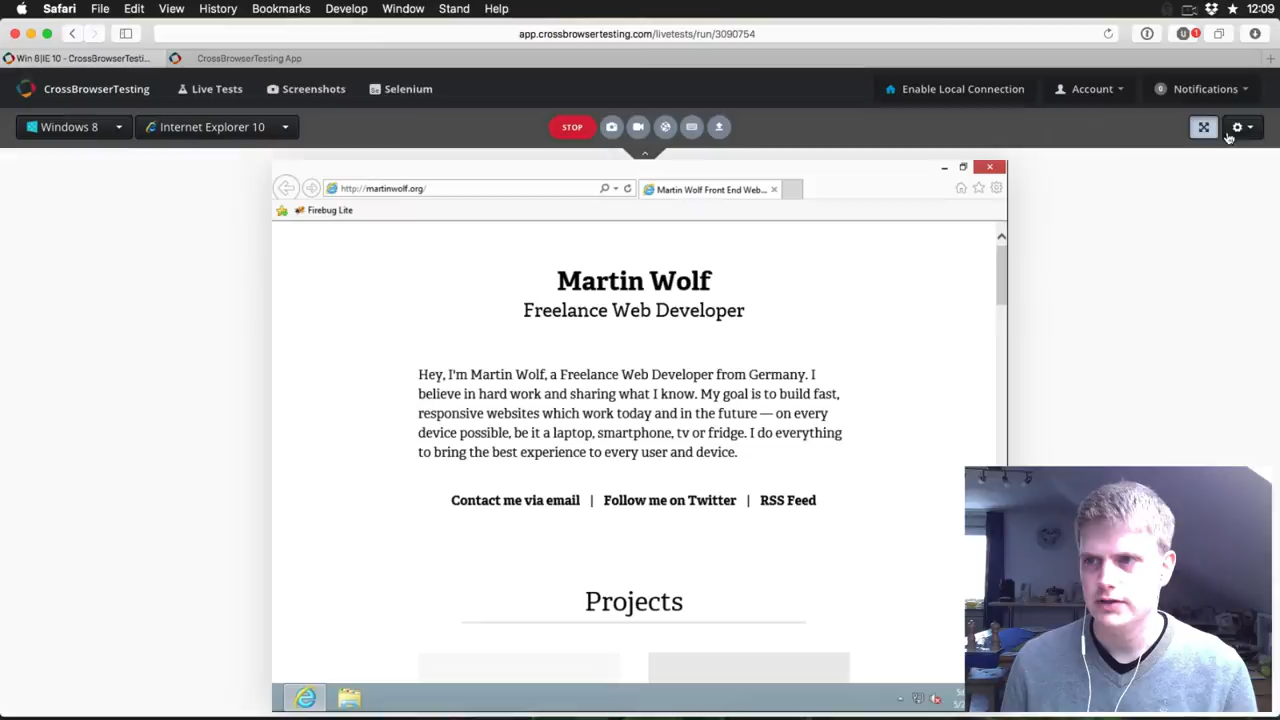 Safari File Edit View History Bookmarks Develop Window Stand Help 12:09
app.crossbrowsertesting.com/livetests/run/3090754
Win 8|IE 10 - CrossBrowserTesti... CrossBrowserTesting App
CrossBrowserTesting Live Tests Screenshots Selenium Enable Local Connection Account 0 Notifications
Windows 8 Internet Explorer 10 STOP
http://martinwolf.org/ Martin Wolf Front End Web...
Firebug Lite
Martin Wolf
Freelance Web Developer
Hey, I'm Martin Wolf, a Freelance Web Developer from Germany. I
believe in hard work and sharing what I know. My goal is to build fast,
responsive websites which work today and in the future — on every
device possible, be it a laptop, smartphone, tv or fridge. I do everything
to bring the best experience to every user and device.
Contact me via email | Follow me on Twitter | RSS Feed
Projects